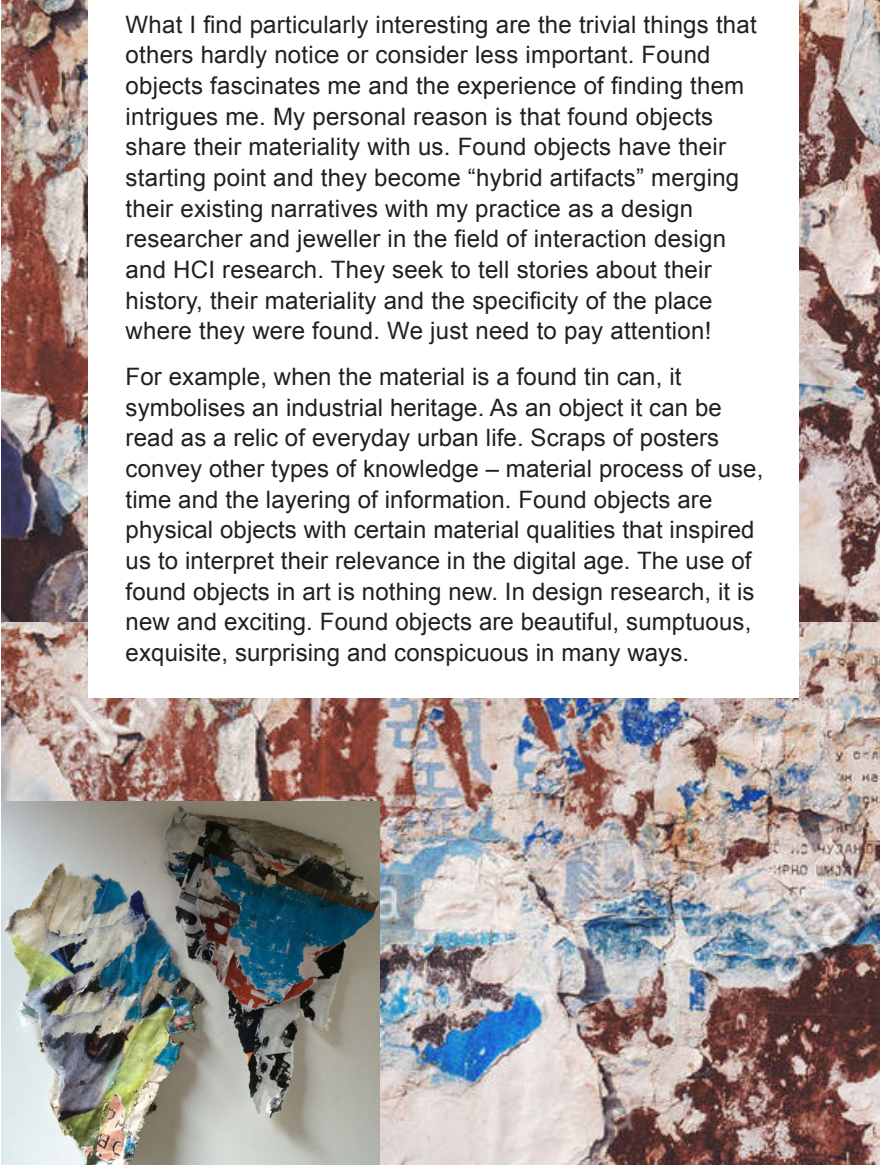 What I find particularly interesting are the trivial things that
others hardly notice or consider less important. Found
objects fascinates me and the experience of finding them
intrigues me. My personal reason is that found objects
share their materiality with us. Found objects have their
starting point and they become “hybrid artifacts” merging
their existing narratives with my practice as a design
researcher and jeweller in the field of interaction design
and HCI research. They seek to tell stories about their
history, their materiality and the specificity of the place
where they were found. We just need to pay attention!
For example, when the material is a found tin can, it
symbolises an industrial heritage. As an object it can be
read as a relic of everyday urban life. Scraps of posters
convey other types of knowledge – material process of use,
time and the layering of information. Found objects are
physical objects with certain material qualities that inspired
us to interpret their relevance in the digital age. The use of
found objects in art is nothing new. In design research, it is
new and exciting. Found objects are beautiful, sumptuous,
exquisite, surprising and conspicuous in many ways.